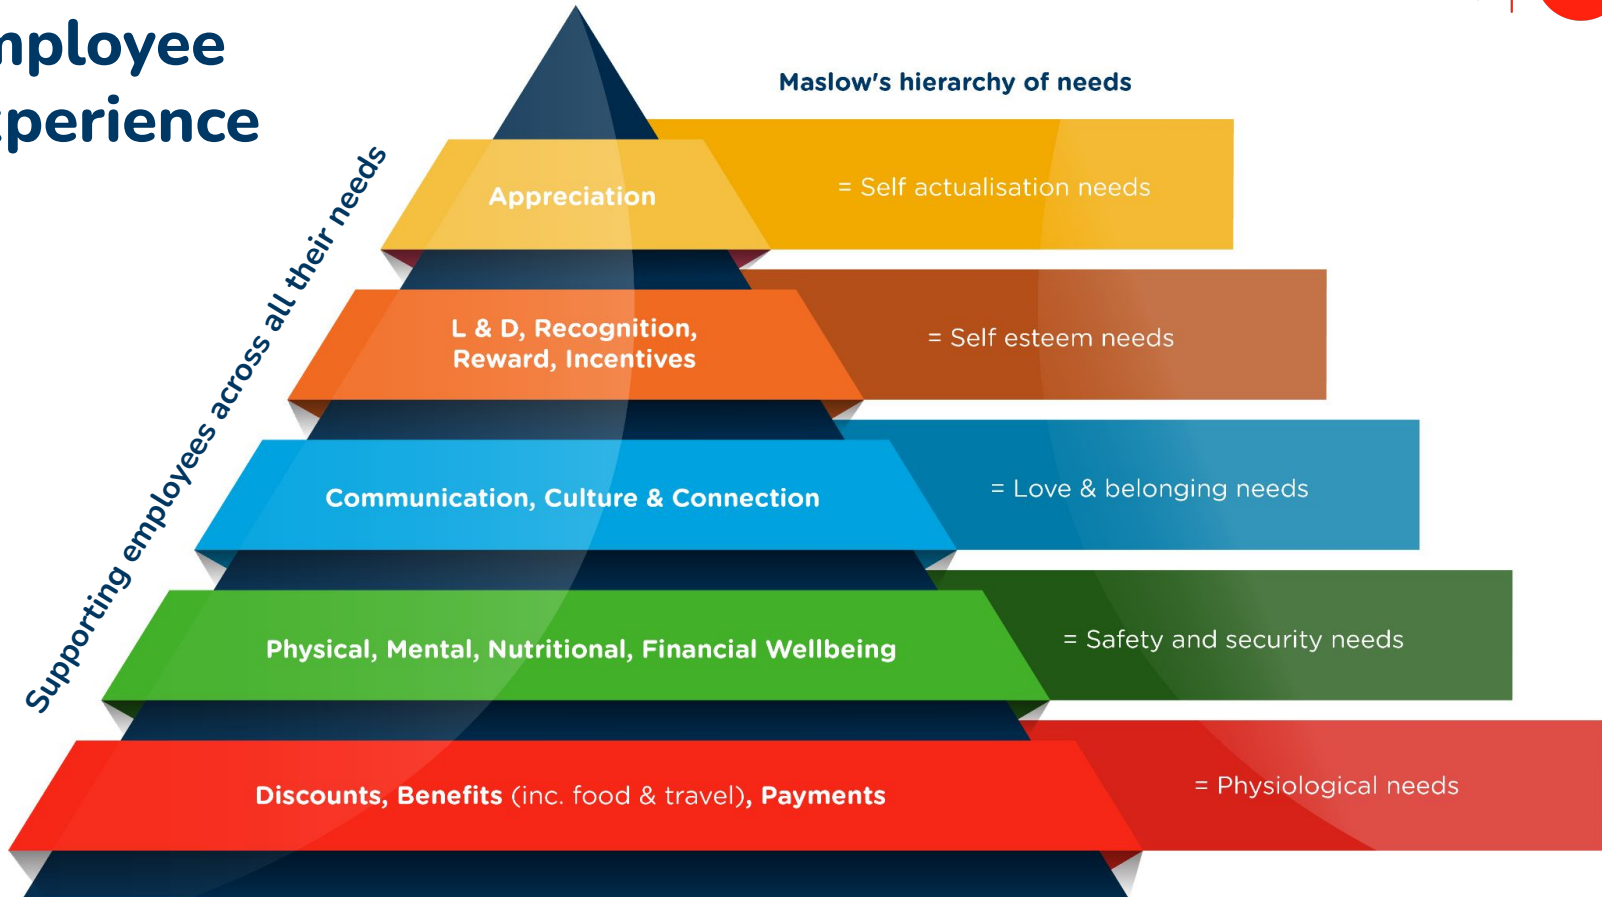 mployee
xperience
Maslow's hierarchy of needs
Supporting employees across all their needs
Appreciation
= Self actualisation needs
L & D, Recognition,
Reward, Incentives
= Self esteem needs
Communication, Culture & Connection
= Love & belonging needs
Physical, Mental, Nutritional, Financial Wellbeing
= Safety and security needs
Discounts, Benefits (inc. food & travel), Payments
= Physiological needs